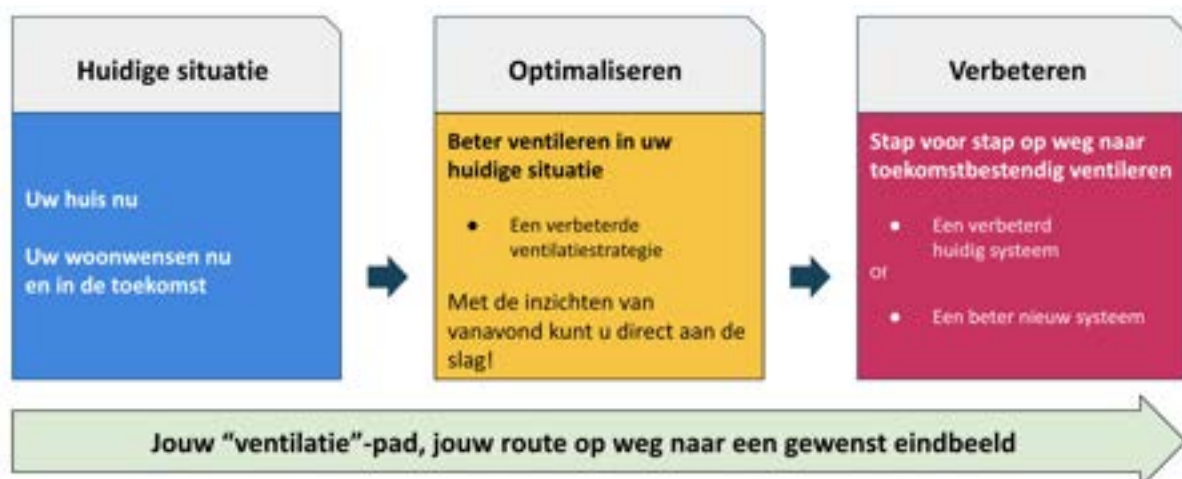 Huidige situatie
Uw huis nu
Uw woonwensen nu
en in de toekomst
Optimaliseren
Beter ventileren in uw
huidige situatie
● Een verbeterde
ventilatiestrategie
Met de inzichten van
vanavond kunt u direct aan de
slag!
Verbeteren
Stap voor stap op weg naar
toekomstbestendig ventileren
● Een verbeterd
huidig systeem
of
● Een beter nieuw systeem
Jouw “ventilatie”-pad, jouw route op weg naar een gewenst eindbeeld